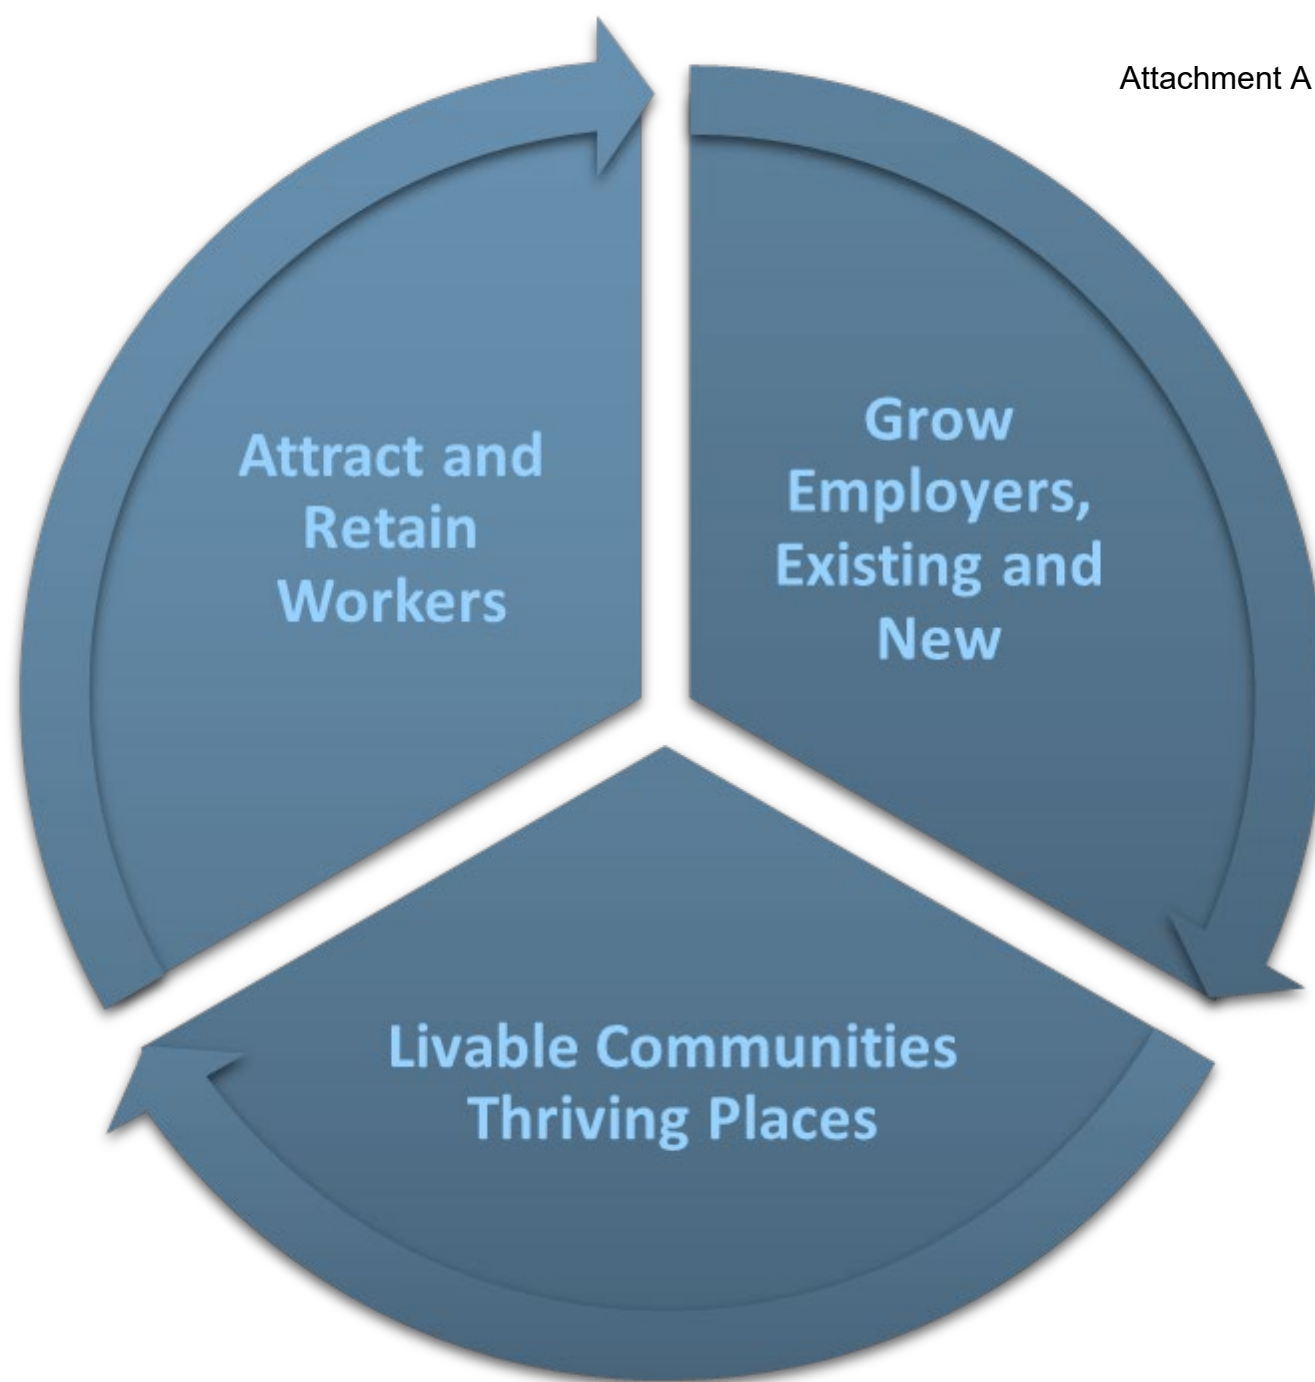 Attachment A
Attract and
Retain
Workers
Grow
Employers,
Existing and
New
Livable Communities
Thriving Places